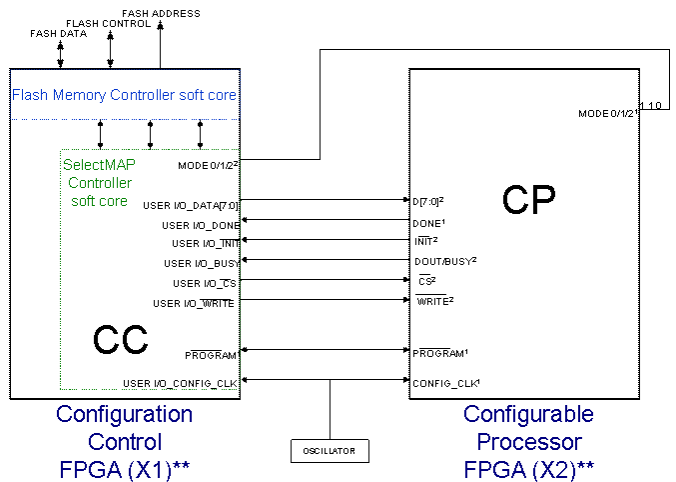 FASH ADDRESS
FLASH CONTROL
FASH DATA
Flash Memory Controller soft core
1 1 0
MODE 0/1/2¹
SelectMAP
Controller
soft core
MODE 0/1/2²
CP
USER I/O_DATA[7:0]
D[7:0]²
USER I/O_DONE
DONE¹
USER I/O_INIT
INIT²
USER I/O_BUSY
DOUT/BUSY²
USER I/O_CS
CS²
USER I/O_WRITE
WRITE²
CC
PROGRAM¹
PROGRAM¹
USER I/O_CONFIG_CLK
CONFIG_CLK¹
Configuration
Control
FPGA (X1)**
Configurable
Processor
FPGA (X2)**
OSCILLATOR